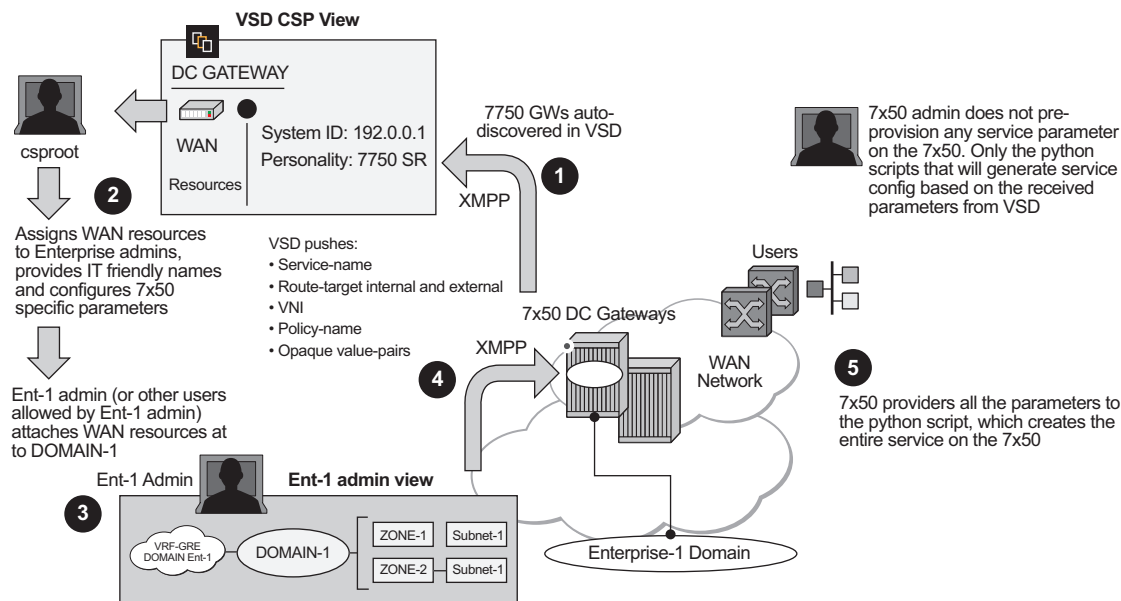 VSD CSP View
DC GATEWAY
WAN
Resources
System ID: 192.0.0.1
Personality: 7750 SR
csproot
7750 GWs auto-
discovered in VSD
1
XMPP
7x50 admin does not pre-
provision any service parameter
on the 7x50. Only the python
scripts that will generate service
config based on the received
parameters from VSD
2
Assigns WAN resources
to Enterprise admins,
provides IT friendly names
and configures 7x50
specific parameters
VSD pushes:
• Service-name
• Route-target internal and external
• VNI
• Policy-name
• Opaque value-pairs
Users
7x50 DC Gateways
XMPP
4
WAN
Network
5
7x50 providers all the parameters to
the python script, which creates the
entire service on the 7x50
Ent-1 admin (or other users
allowed by Ent-1 admin)
attaches WAN resources at
to DOMAIN-1
Ent-1 Admin
Ent-1 admin view
3
VRF-GRE
DOMAIN Ent-1
DOMAIN-1
ZONE-1
Subnet-1
ZONE-2
Subnet-1
Enterprise-1 Domain